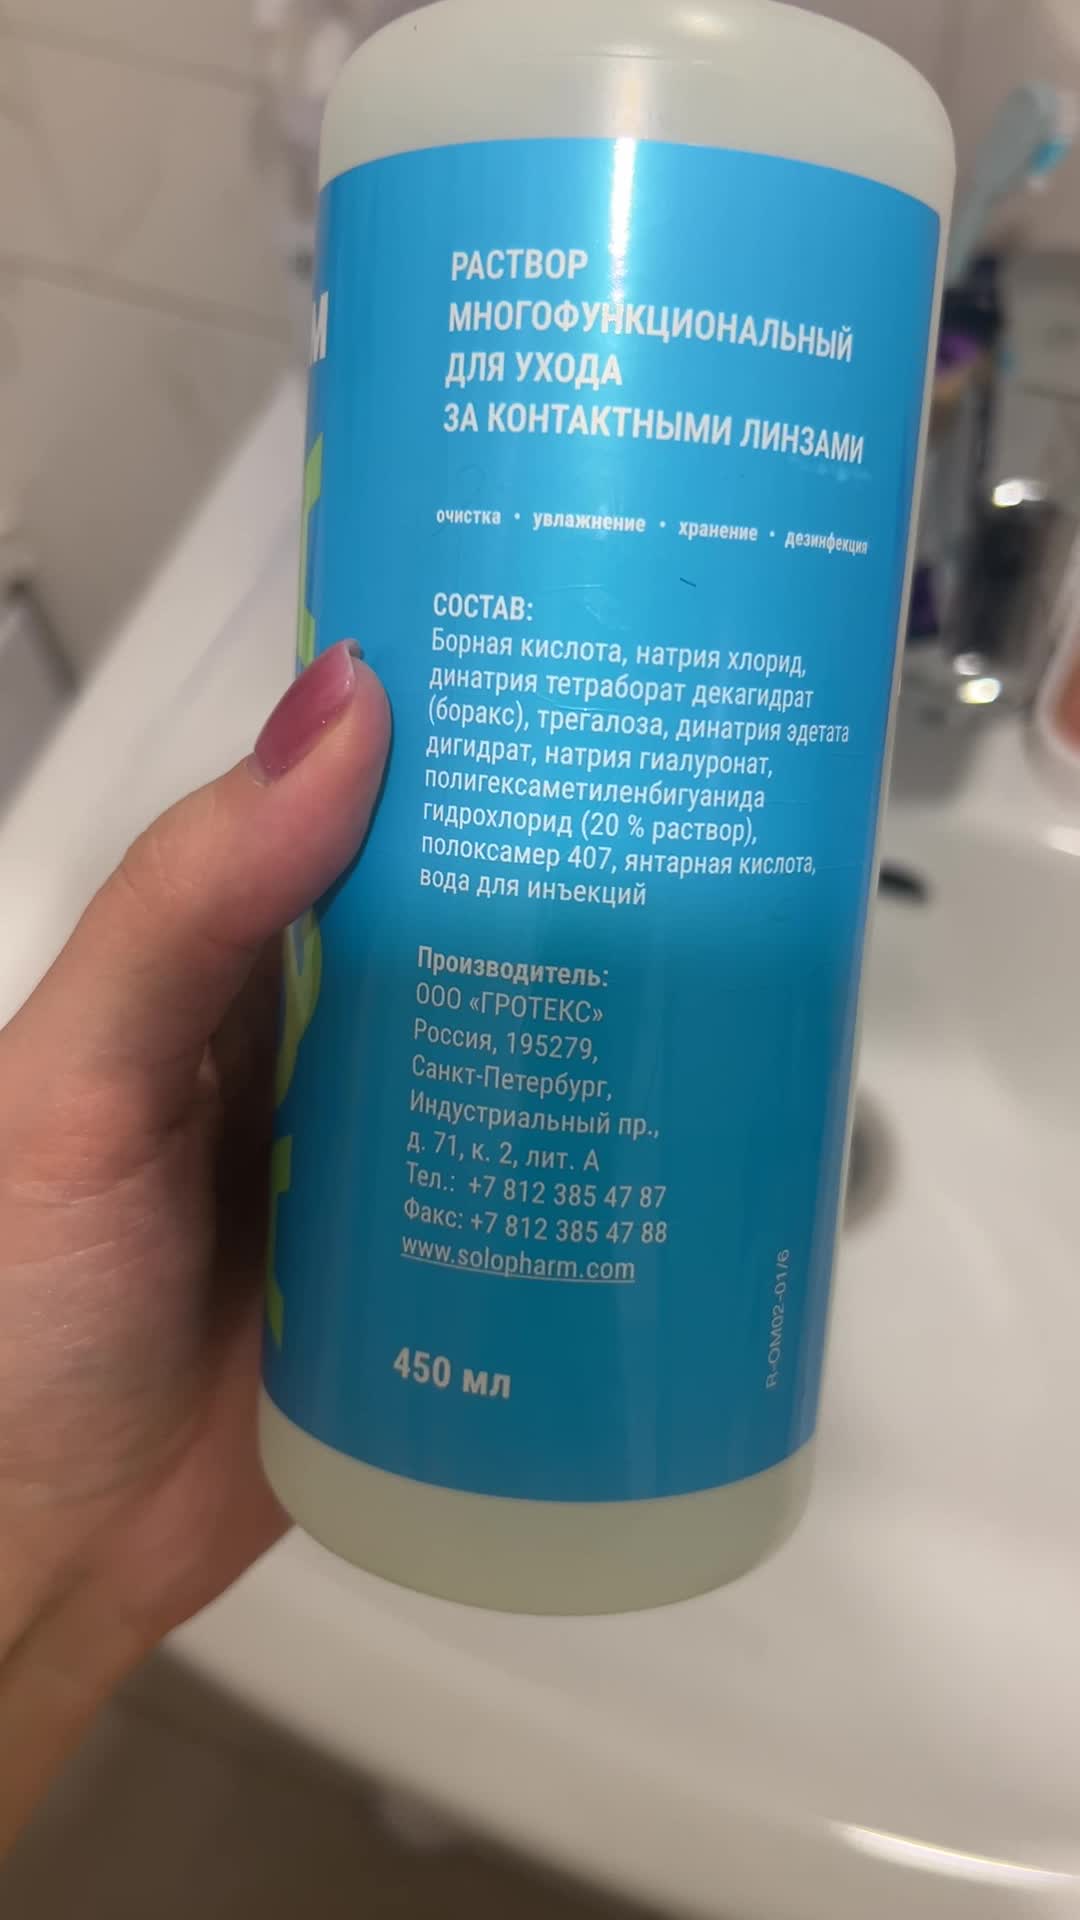 РАСТВОР
МНОГОФУНКЦИОНАЛЬНЫЙ
ДЛЯ УХОДА
ЗА КОНТАКТНЫМИ ЛИНЗАМИ
очистка • увлажнение • хранение • дезинфекция
СОСТАВ:
Борная кислота, натрия хлорид,
динатрия тетраборат декагидрат
(боракс), трегалоза, динатрия эдетата
дигидрат, натрия гиалуронат,
полигексаметиленбигуанида
гидрохлорид (20 % раствор),
полоксамер 407, янтарная кислота,
вода для инъекций
Производитель:
ООО «ГРОТЕКС»
Россия, 195279,
Санкт-Петербург,
Индустриальный пр.,
д. 71, к. 2, лит. А
Тел.: +7 812 385 47 87
Факс: +7 812 385 47 88
www.solopharm.com
450 мл
R-OM02-01/6